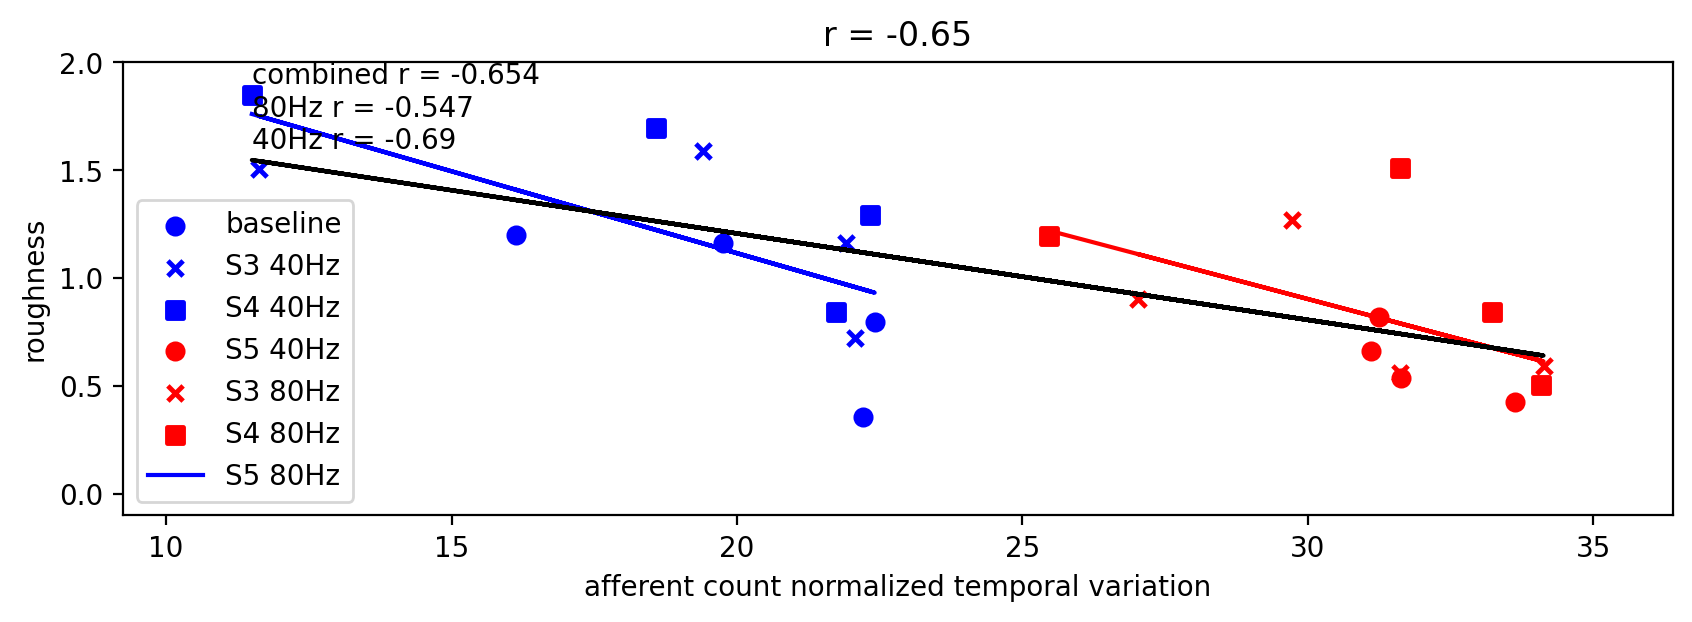 r = -0.65
combined r = -0.654
80Hz r = -0.547
40Hz r = -0.69
2.0
1.5
1.0
0.5
0.0
roughness
baseline
S3 40Hz
S4 40Hz
S5 40Hz
S3 80Hz
S4 80Hz
S5 80Hz
10 15 20 25 30 35
afferent count normalized temporal variation